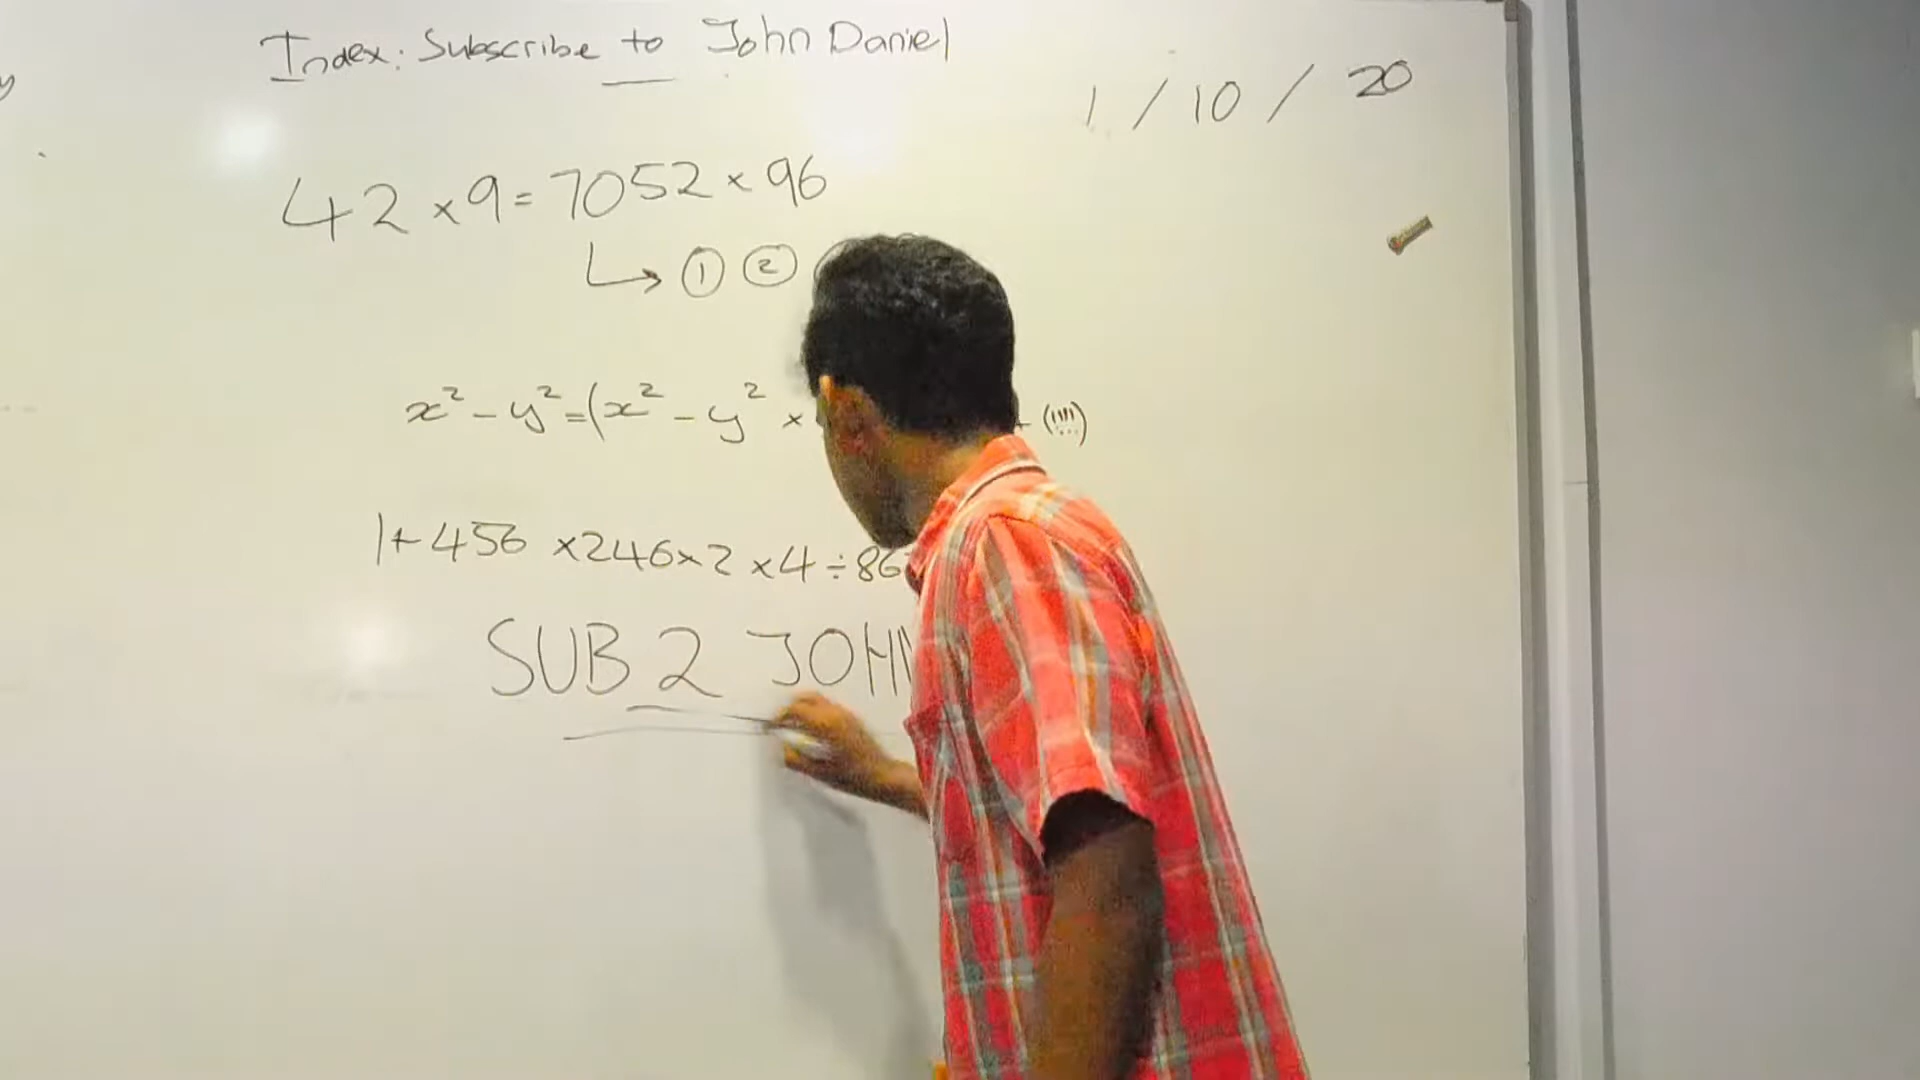 Index: Subscribe to John Daniel
1 / 10 / 20
42 × 9 = 7052 × 96
↳ ① ②
x² - y² = (x² - y² ×
(!!!!)
1 + 456 × 246 × 2 × 4 ÷ 86
SUB 2 JOHN